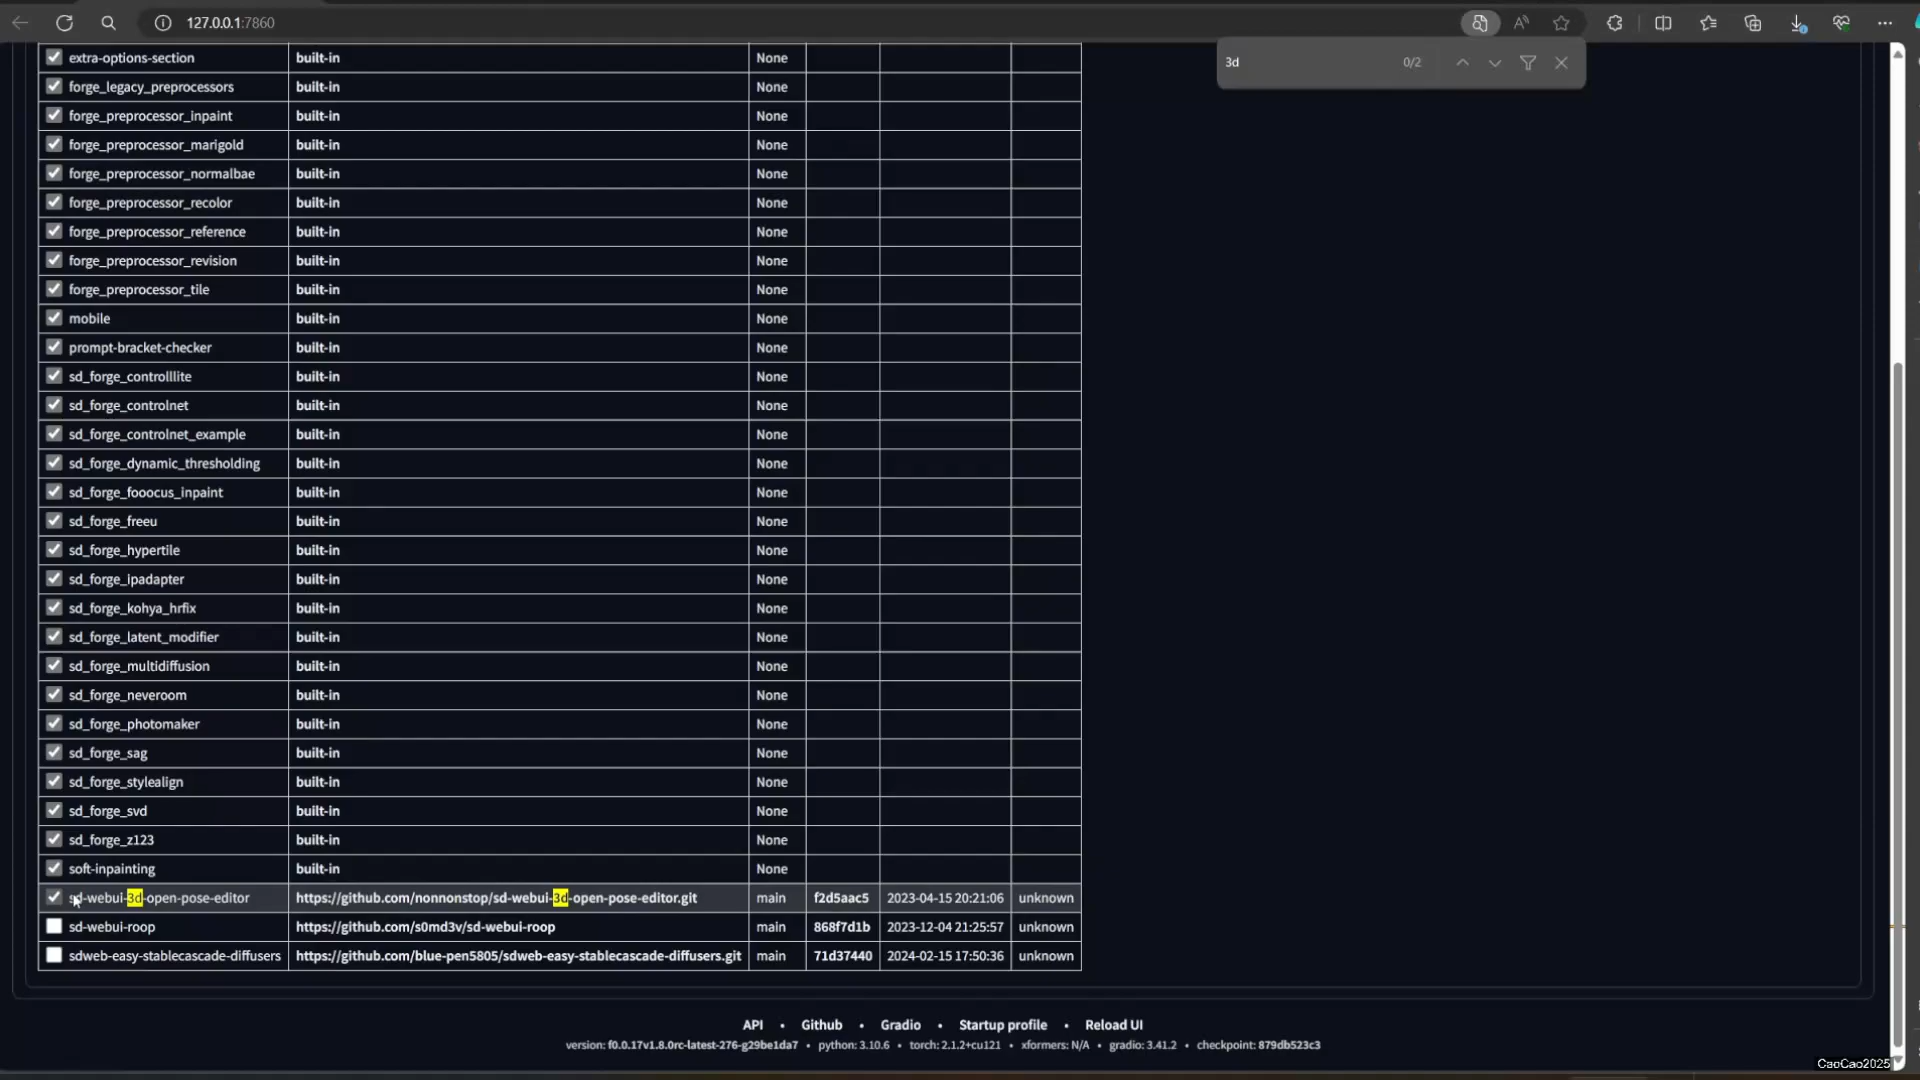 127.0.0.1:7860
3d 0/2
extra-options-section built-in None
forge_legacy_preprocessors built-in None
forge_preprocessor_inpaint built-in None
forge_preprocessor_marigold built-in None
forge_preprocessor_normalbae built-in None
forge_preprocessor_recolor built-in None
forge_preprocessor_reference built-in None
forge_preprocessor_revision built-in None
forge_preprocessor_tile built-in None
mobile built-in None
prompt-bracket-checker built-in None
sd_forge_controlllite built-in None
sd_forge_controlnet built-in None
sd_forge_controlnet_example built-in None
sd_forge_dynamic_thresholding built-in None
sd_forge_fooocus_inpaint built-in None
sd_forge_freeu built-in None
sd_forge_hypertile built-in None
sd_forge_ipadapter built-in None
sd_forge_kohya_hrfix built-in None
sd_forge_latent_modifier built-in None
sd_forge_multidiffusion built-in None
sd_forge_neveroom built-in None
sd_forge_photomaker built-in None
sd_forge_sag built-in None
sd_forge_stylealign built-in None
sd_forge_svd built-in None
sd_forge_z123 built-in None
soft-inpainting built-in None
sd-webui-3d-open-pose-editor https://github.com/nonnonstop/sd-webui-3d-open-pose-editor.git main f2d5aac5 2023-04-15 20:21:06 unknown
sd-webui-roop https://github.com/s0md3v/sd-webui-roop main 868f7d1b 2023-12-04 21:25:57 unknown
sdweb-easy-stablecascade-diffusers https://github.com/blue-pen5805/sdweb-easy-stablecascade-diffusers.git main 71d37440 2024-02-15 17:50:36 unknown
API • Github • Gradio • Startup profile • Reload UI
version: f0.0.17v1.8.0rc-latest-276-g29be1da7 • python: 3.10.6 • torch: 2.1.2+cu121 • xformers: N/A • gradio: 3.41.2 • checkpoint: 879db523c3
CaoCao2025